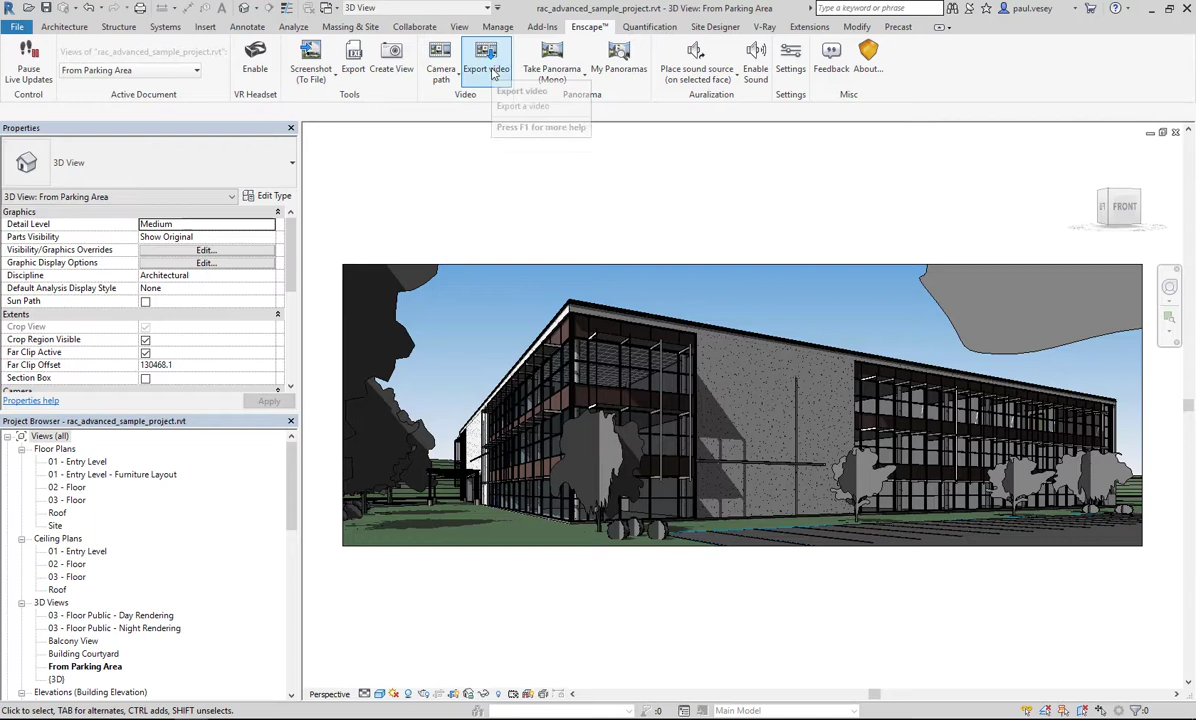 3D View
rac_advanced_sample_project.rvt - 3D View: From Parking Area
Type a keyword or phrase
paul.vesey
File Architecture Structure Systems Insert Annotate Analyze Massing & Site Collaborate View Manage Add-Ins Enscape™ Quantification Site Designer V-Ray Extensions Modify Precast
Views of "rac_advanced_sample_project.rvt":
From Parking Area
Pause Live Updates
Enable
Screenshot (To File)
Export
Create View
Camera path
Export video
Take Panorama (Mono)
My Panoramas
Place sound source (on selected face)
Enable Sound
Settings
Feedback
About...
Control Active Document VR Headset Tools Video Panorama Auralization Settings Misc
Export video
Export a video
Press F1 for more help
Properties
3D View
3D View: From Parking Area
Edit Type
Graphics
Detail Level Medium
Parts Visibility Show Original
Visibility/Graphics Overrides Edit...
Graphic Display Options Edit...
Discipline Architectural
Default Analysis Display Style None
Sun Path
Extents
Crop View
Crop Region Visible
Far Clip Active
Far Clip Offset 130468.1
Section Box
Camera
Properties help
Apply
Project Browser - rac_advanced_sample_project.rvt
Views (all)
Floor Plans
01 - Entry Level
01 - Entry Level - Furniture Layout
02 - Floor
03 - Floor
Roof
Site
Ceiling Plans
01 - Entry Level
02 - Floor
03 - Floor
Roof
3D Views
03 - Floor Public - Day Rendering
03 - Floor Public - Night Rendering
Balcony View
Building Courtyard
From Parking Area
{3D}
Elevations (Building Elevation)
FRONT
Perspective
Click to select, TAB for alternates, CTRL adds, SHIFT unselects.
:0
Main Model
:0